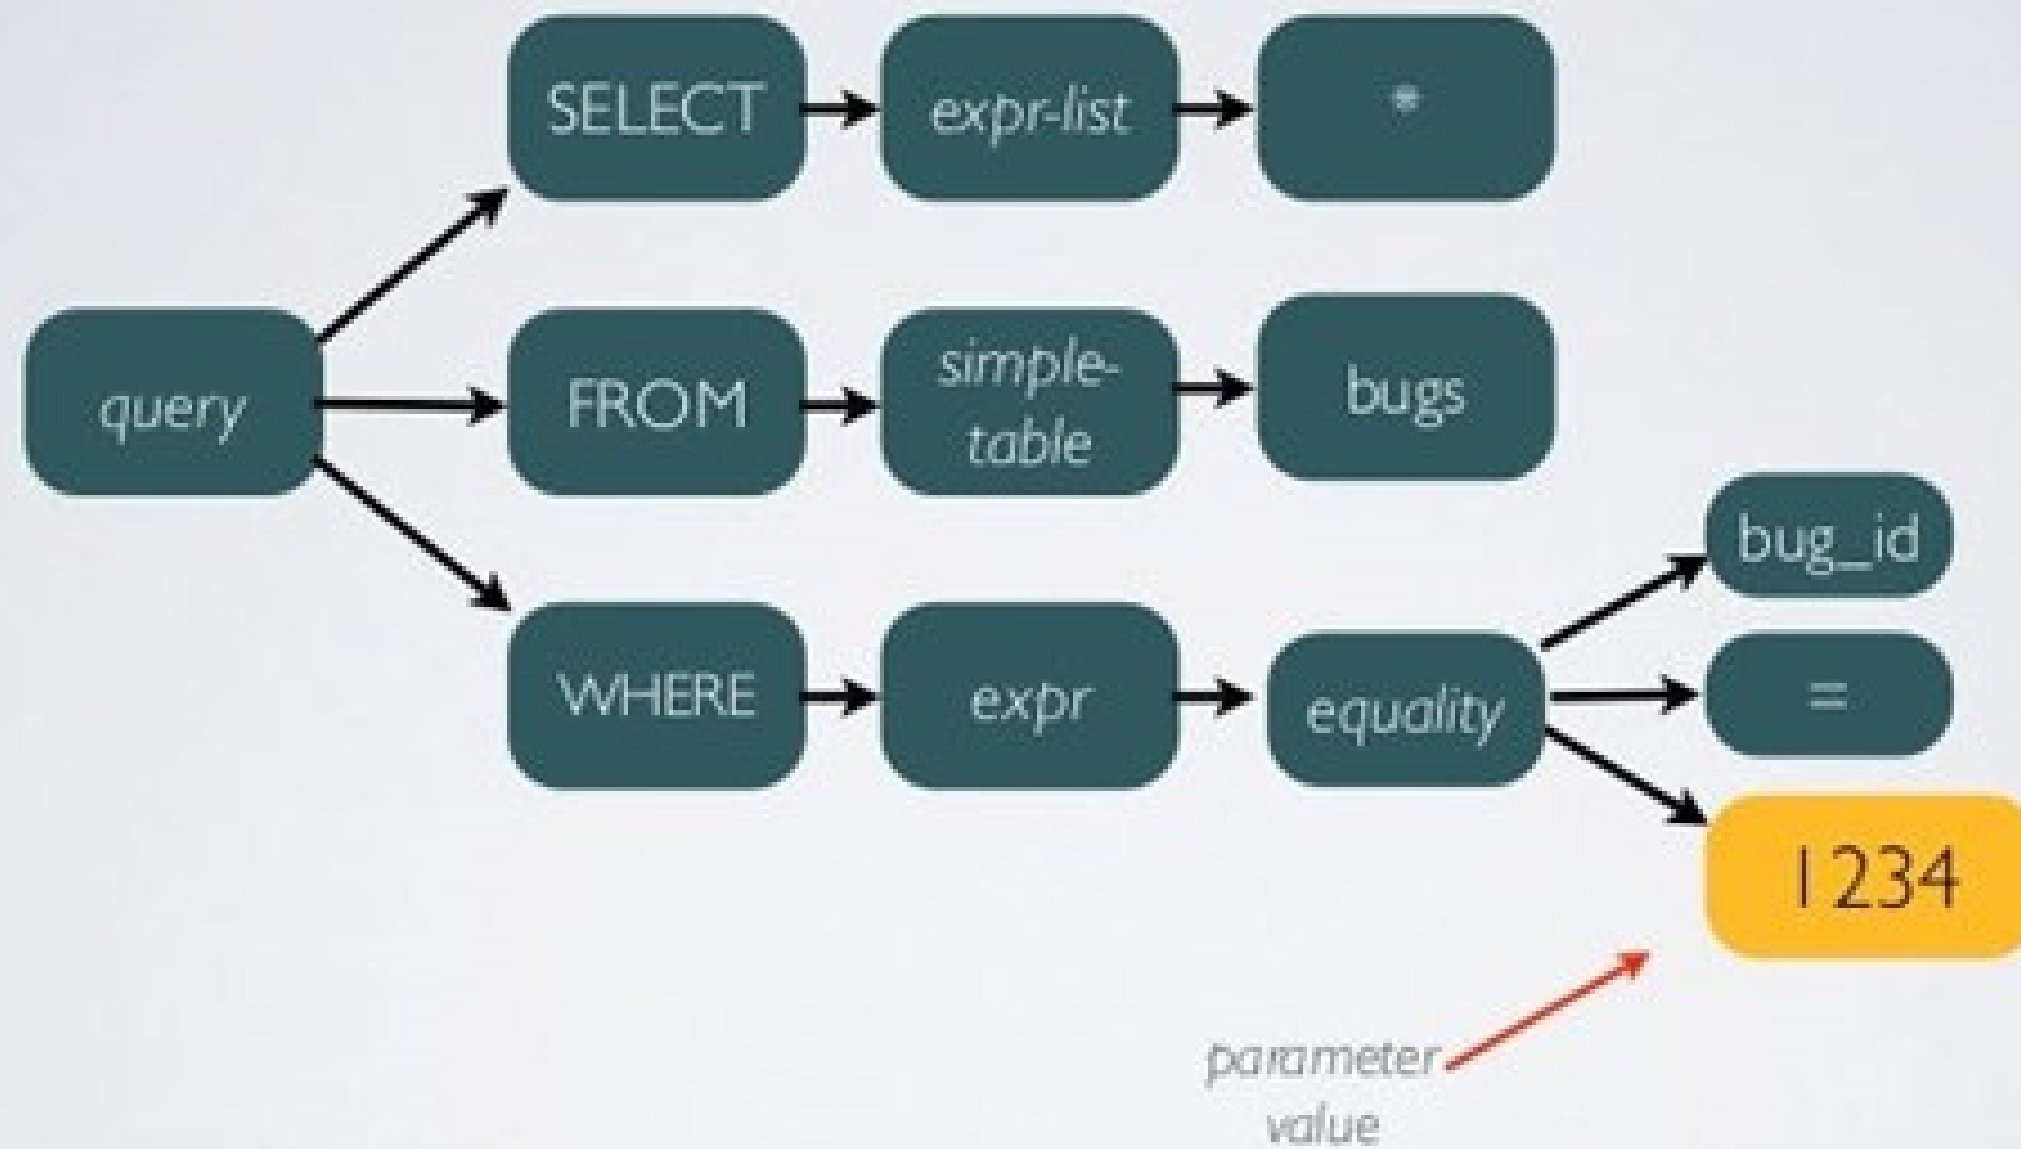 SELECT
expr-list
*
query
FROM
simple-
table
bugs
WHERE
expr
equality
bug_id
=
1234
parameter
value